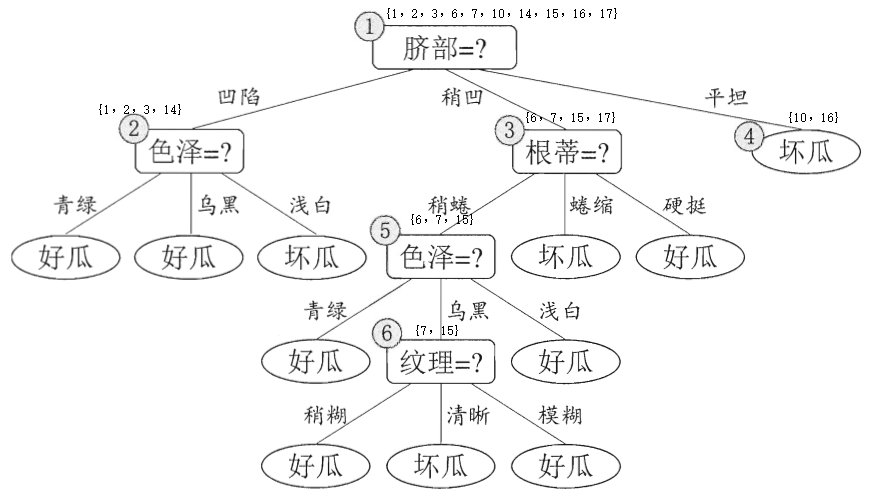 {1, 2, 3, 6, 7, 10, 14, 15, 16, 17}
1
脐部=?
凹陷
稍凹
平坦
{1, 2, 3, 14}
{6, 7, 15, 17}
{10, 16}
2
3
4
色泽=?
根蒂=?
坏瓜
青绿
乌黑
浅白
稍蜷
蜷缩
硬挺
{6, 7, 15}
5
好瓜
好瓜
坏瓜
色泽=?
坏瓜
好瓜
青绿
乌黑
浅白
6
{7, 15}
好瓜
纹理=?
好瓜
稍糊
清晰
模糊
好瓜
坏瓜
好瓜